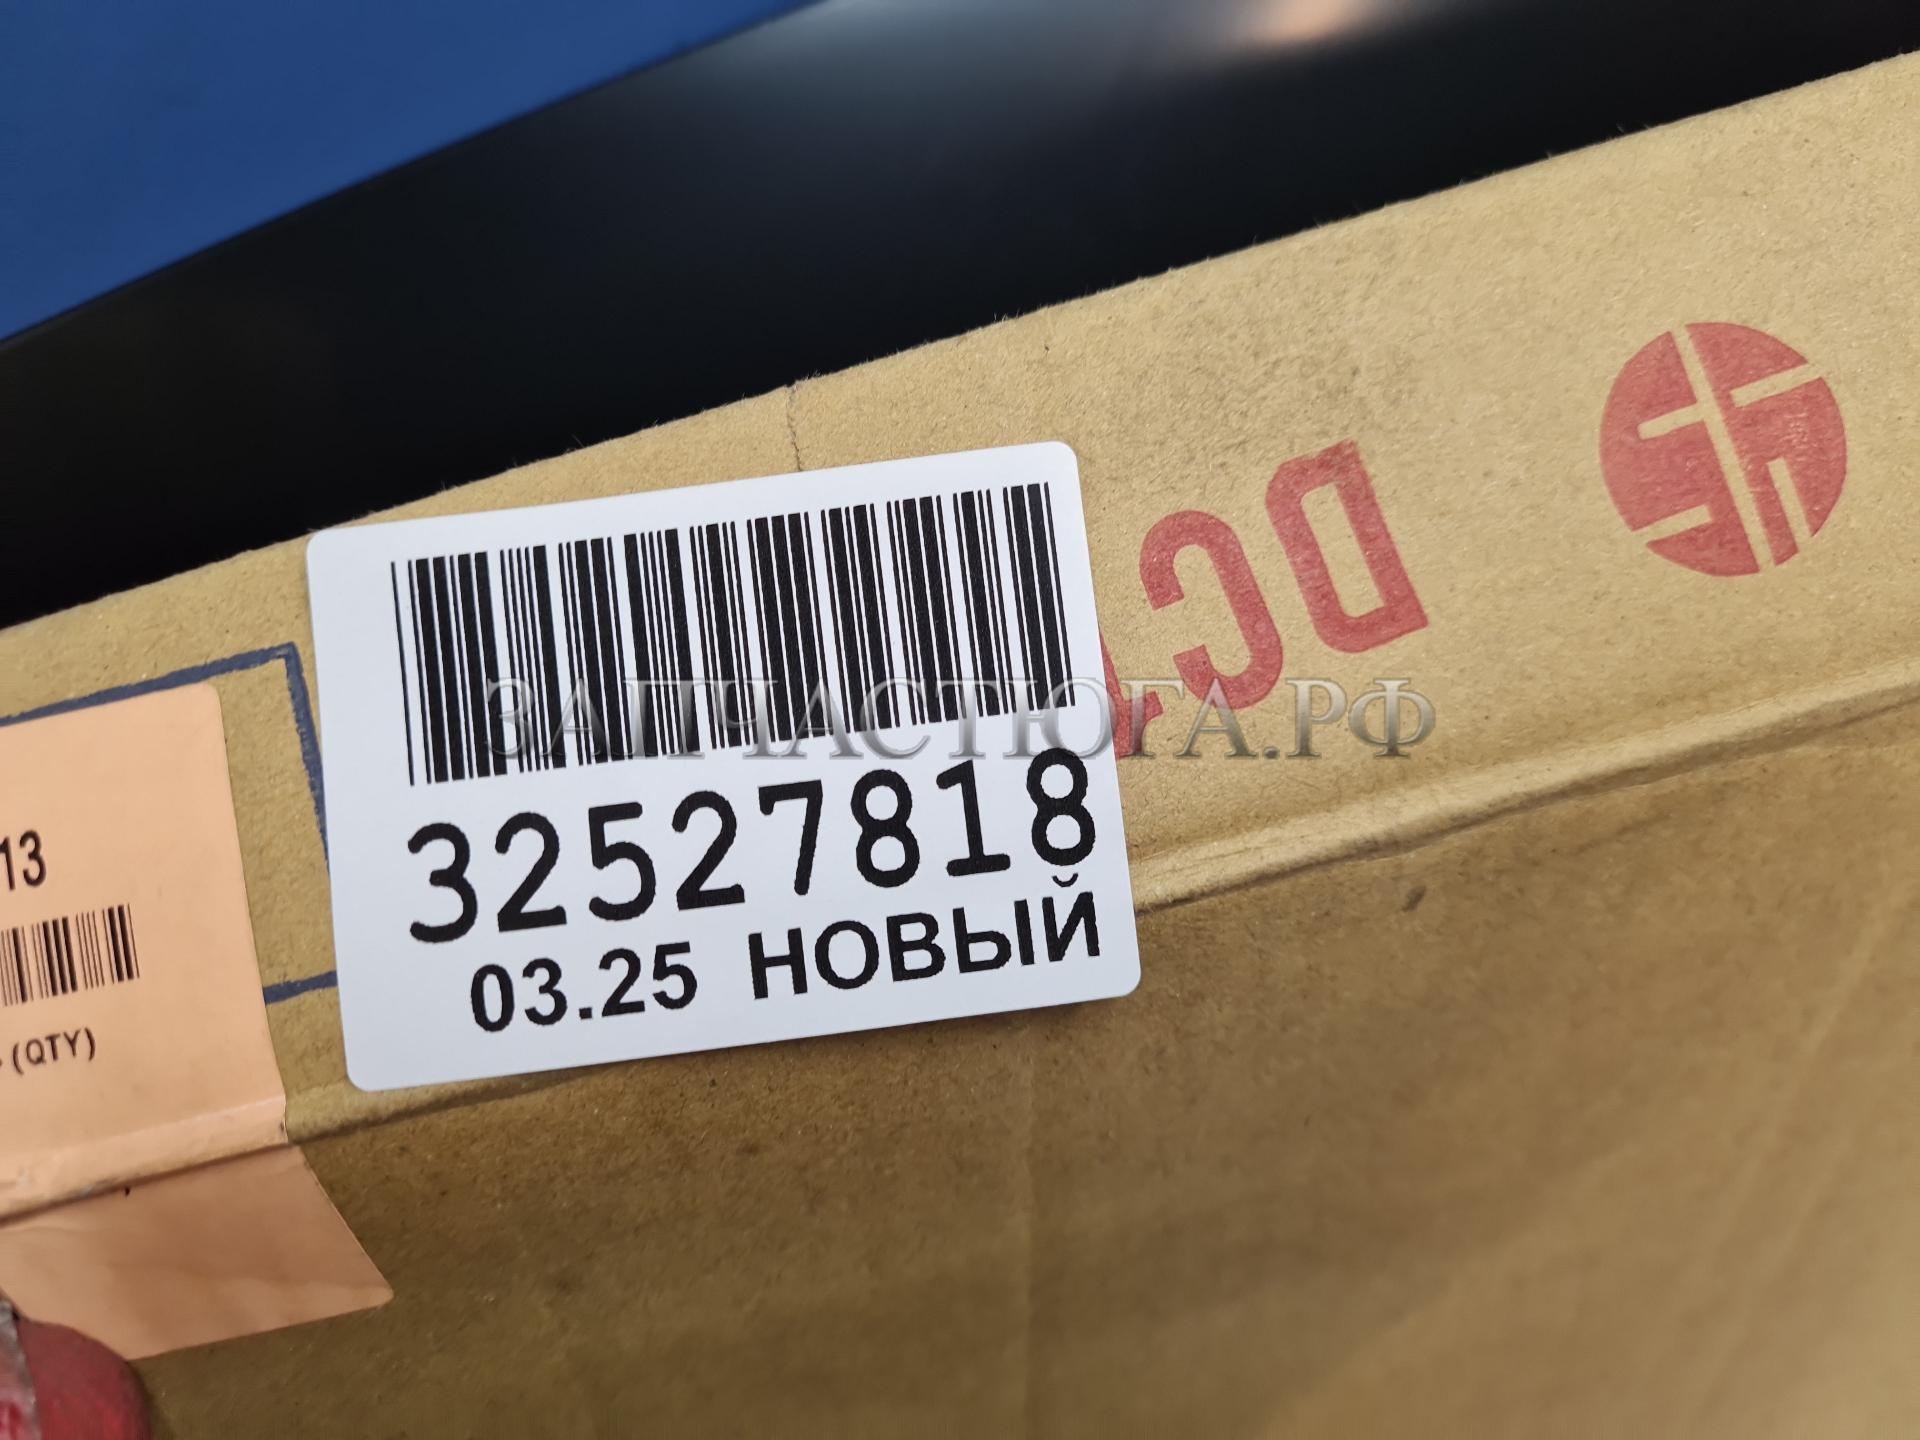 DC
ЗАПЧАСТЮГА.РФ
32527818
03.25 НОВЫЙ
13
(QTY)